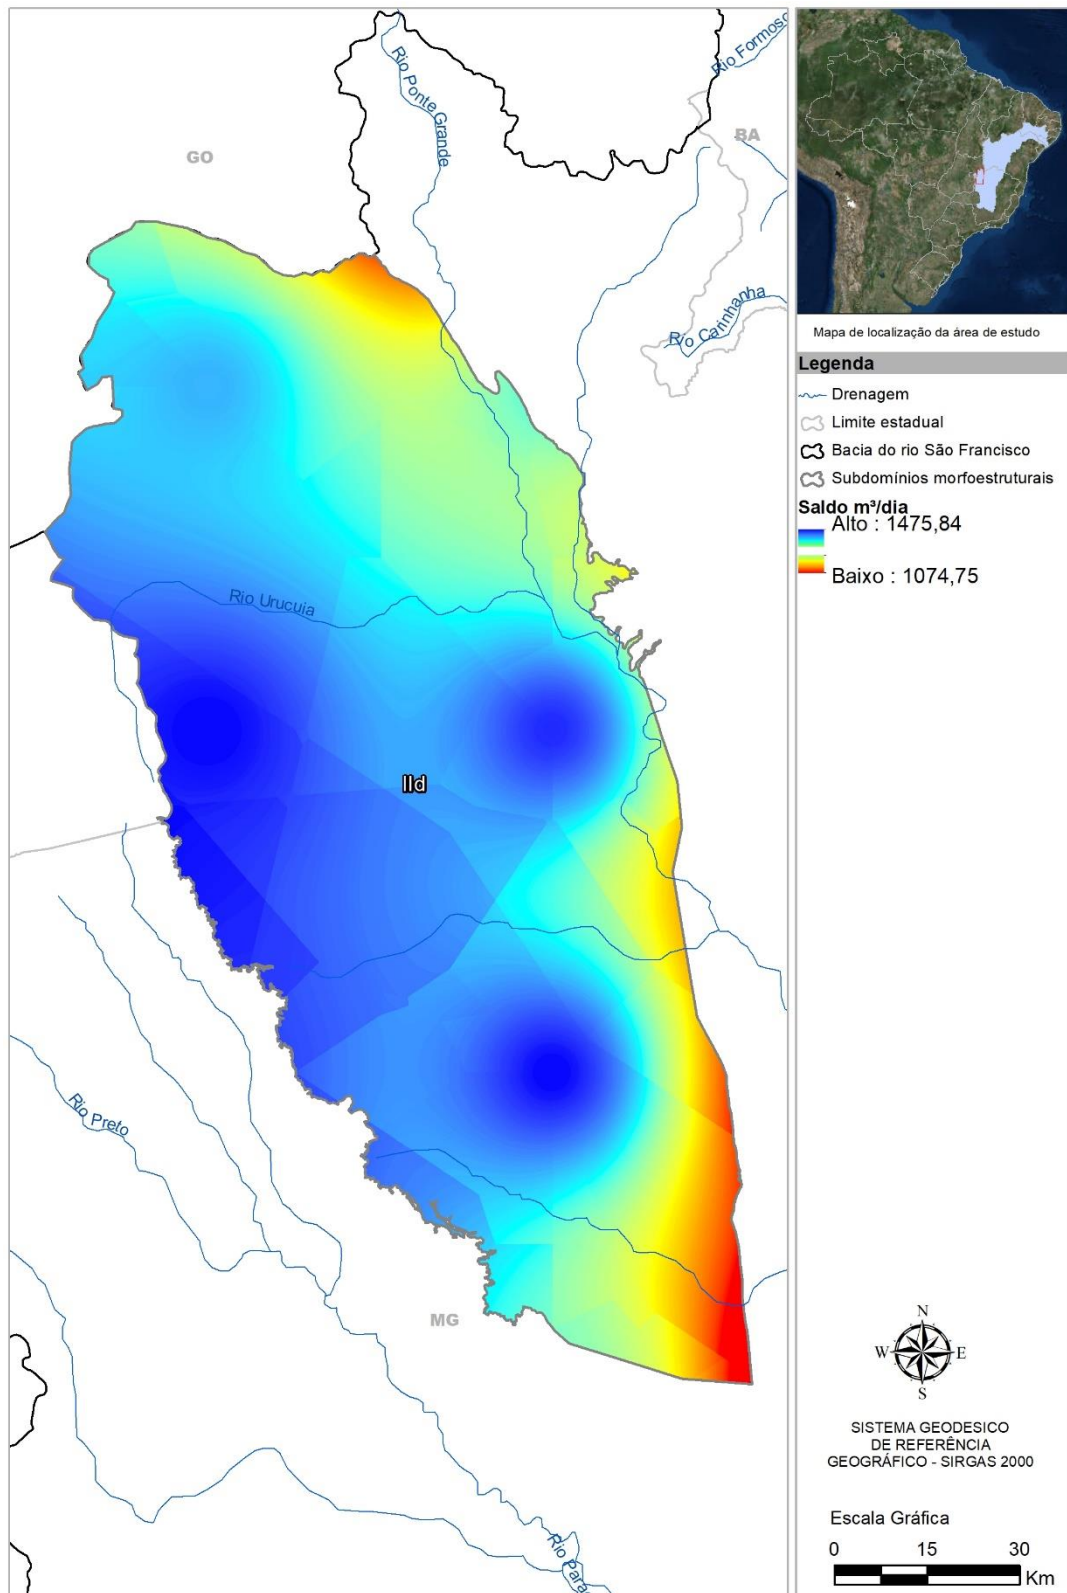 Rio Formoso
Rio Ponte Grande
GO
BA
Rio Carinhanha
Rio Urucuia
IId
Rio Preto
MG
Mapa de localização da área de estudo
Legenda
Drenagem
Limite estadual
Bacia do rio São Francisco
Subdomínios morfoestruturais
Saldo m³/dia
Alto : 1475,84
Baixo : 1074,75
N
W E
S
SISTEMA GEODESICO
DE REFERÊNCIA
GEOGRÁFICO - SIRGAS 2000
Escala Gráfica
0 15 30
Km
Rio Para